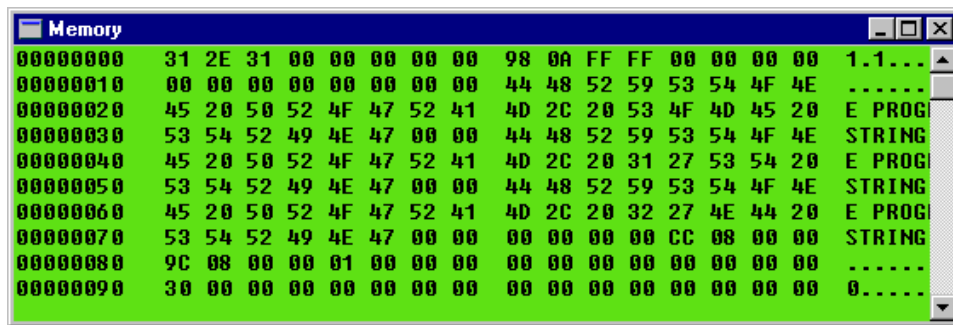 Memory
00000000 31 2E 31 00 00 00 00 00 98 0A FF FF 00 00 00 00 1.1...
00000010 00 00 00 00 00 00 00 00 44 48 52 59 53 54 4F 4E ......
00000020 45 20 50 52 4F 47 52 41 4D 2C 20 53 4F 4D 45 20 E PROG
00000030 53 54 52 49 4E 47 00 00 44 48 52 59 53 54 4F 4E STRING
00000040 45 20 50 52 4F 47 52 41 4D 2C 20 31 27 53 54 20 E PROG
00000050 53 54 52 49 4E 47 00 00 44 48 52 59 53 54 4F 4E STRING
00000060 45 20 50 52 4F 47 52 41 4D 2C 20 32 27 4E 44 20 E PROG
00000070 53 54 52 49 4E 47 00 00 00 00 00 00 CC 08 00 00 STRING
00000080 9C 08 00 00 01 00 00 00 00 00 00 00 00 00 00 00 ......
00000090 30 00 00 00 00 00 00 00 00 00 00 00 00 00 00 00 0.....